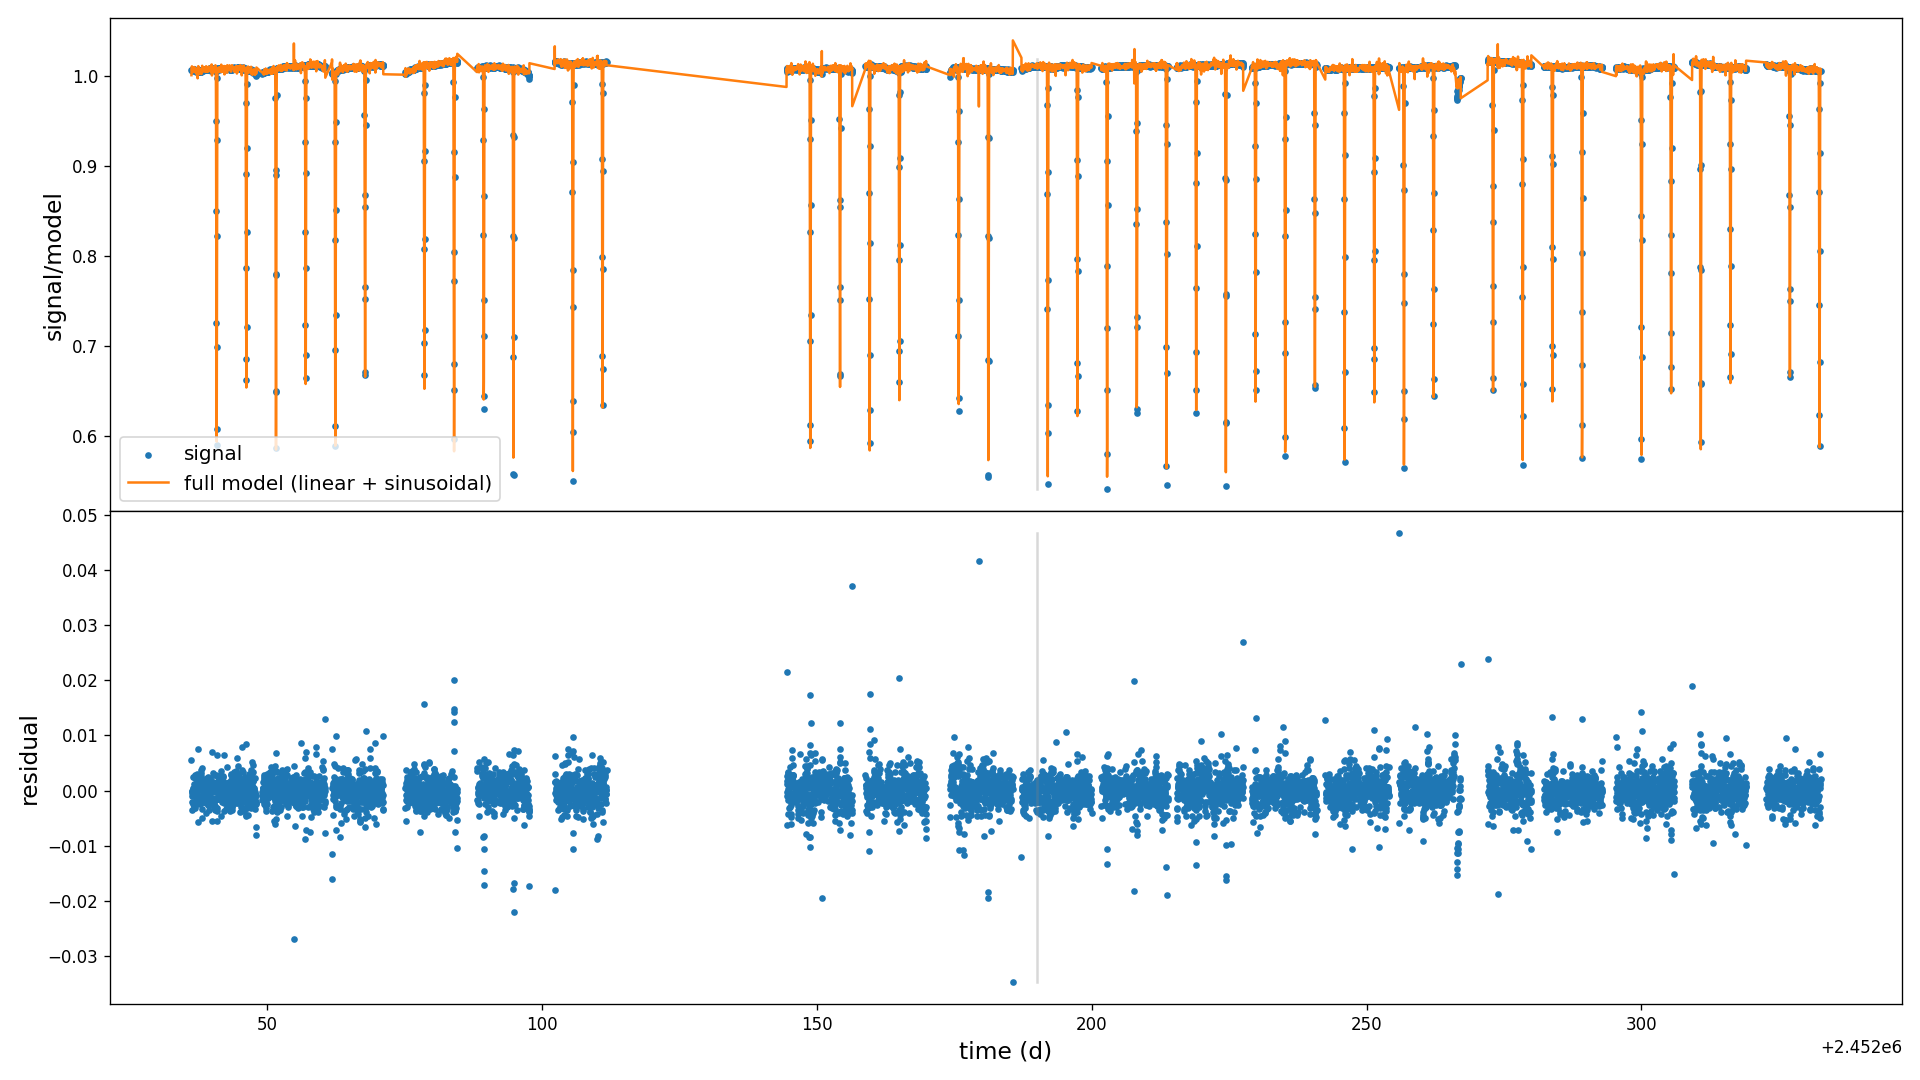 1.0
0.9
0.8
0.7
0.6
signal/model
signal
full model (linear + sinusoidal)
0.05
0.04
0.03
0.02
0.01
0.00
−0.01
−0.02
−0.03
residual
50 100 150 200 250 300
time (d)
+2.452e6